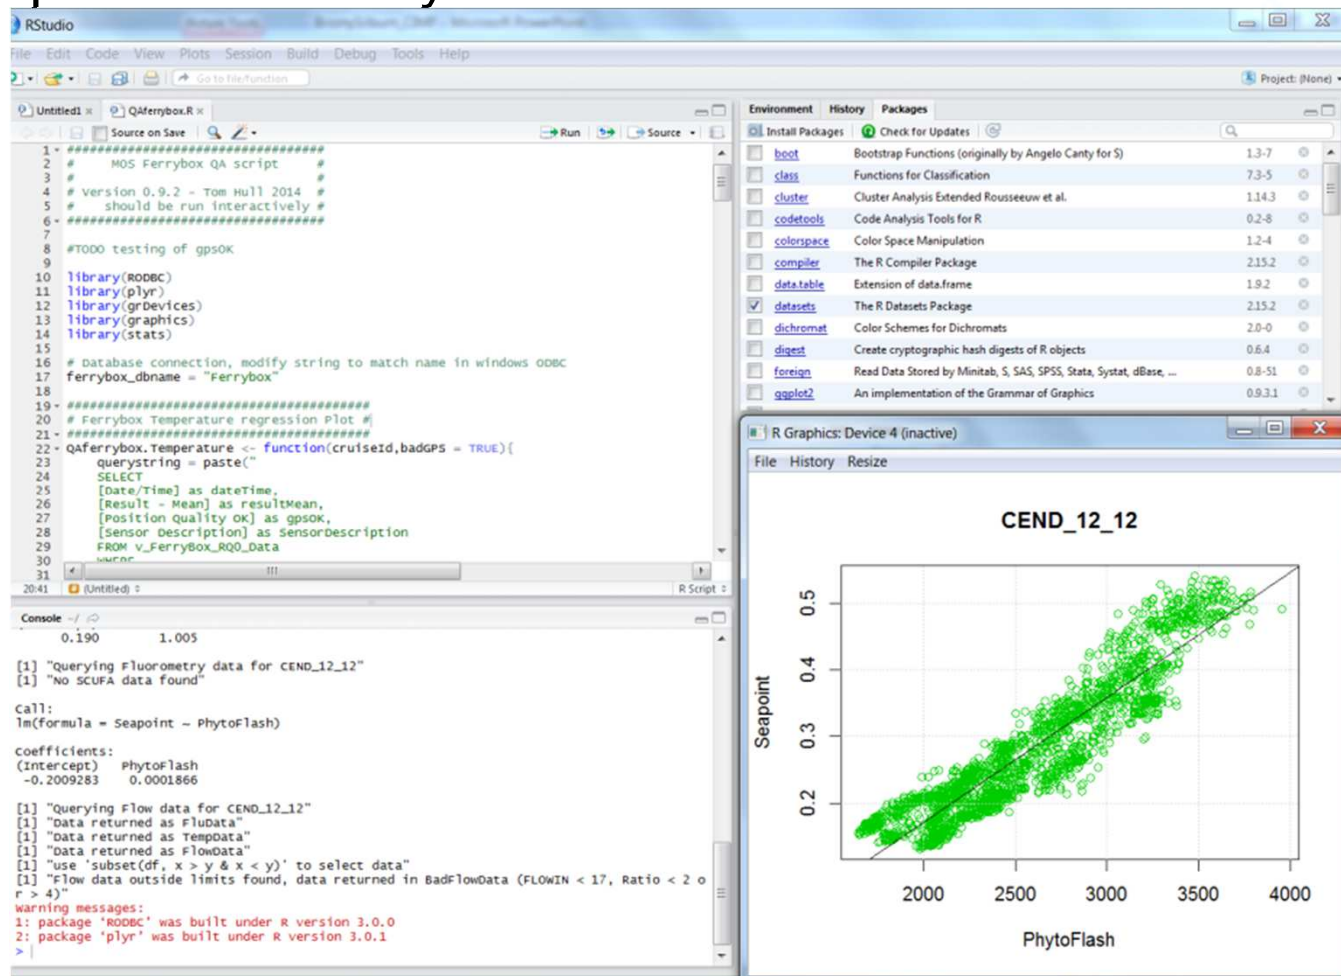 RStudio
File Edit Code View Plots Session Build Debug Tools Help
Go to file/function
Project: (None)
Untitled1 × QAferrybox.R ×
Source on Save Run Source
1 ##################################
2 # MOS Ferrybox QA script #
3 # #
4 # version 0.9.2 - Tom Hull 2014 #
5 # should be run interactively #
6 ##################################
7
8 #TODO testing of gpsOK
9
10 library(RODBC)
11 library(plyr)
12 library(grDevices)
13 library(graphics)
14 library(stats)
15
16 # Database connection, modify string to match name in windows ODBC
17 ferrybox_dbname = "Ferrybox"
18
19 ########################################
20 # Ferrybox Temperature regression Plot #
21 ########################################
22 QAferrybox.Temperature <- function(cruiseId,badGPS = TRUE){
23 querystring = paste("
24 SELECT
25 [Date/Time] as dateTime,
26 [Result - Mean] as resultMean,
27 [Position Quality OK] as gpsOK,
28 [Sensor Description] as SensorDescription
29 FROM v_FerryBox_RQ0_Data
30 WHERE
31
20:41 (Untitled) R Script
Console ~/
0.190 1.005
[1] "Querying Fluorometry data for CEND_12_12"
[1] "No SCUFA data found"
Call:
lm(formula = Seapoint ~ PhytoFlash)
Coefficients:
(Intercept) PhytoFlash
-0.2009283 0.0001866
[1] "Querying Flow data for CEND_12_12"
[1] "Data returned as FluData"
[1] "Data returned as TempData"
[1] "Data returned as FlowData"
[1] "use 'subset(df, x > y & x < y)' to select data"
[1] "Flow data outside limits found, data returned in BadFlowData (FLOWIN < 17, Ratio < 2 o
r > 4)"
Warning messages:
1: package ‘RODBC’ was built under R version 3.0.0
2: package ‘plyr’ was built under R version 3.0.1
>
Environment History Packages
Install Packages Check for Updates
boot Bootstrap Functions (originally by Angelo Canty for S) 1.3-7
class Functions for Classification 7.3-5
cluster Cluster Analysis Extended Rousseeuw et al. 1.14.3
codetools Code Analysis Tools for R 0.2-8
colorspace Color Space Manipulation 1.2-4
compiler The R Compiler Package 2.15.2
data.table Extension of data.frame 1.9.2
datasets The R Datasets Package 2.15.2
dichromat Color Schemes for Dichromats 2.0-0
digest Create cryptographic hash digests of R objects 0.6.4
foreign Read Data Stored by Minitab, S, SAS, SPSS, Stata, Systat, dBase, ... 0.8-51
ggplot2 An implementation of the Grammar of Graphics 0.9.3.1
R Graphics: Device 4 (inactive)
File History Resize
CEND_12_12
Seapoint
0.5
0.4
0.3
0.2
2000 2500 3000 3500 4000
PhytoFlash